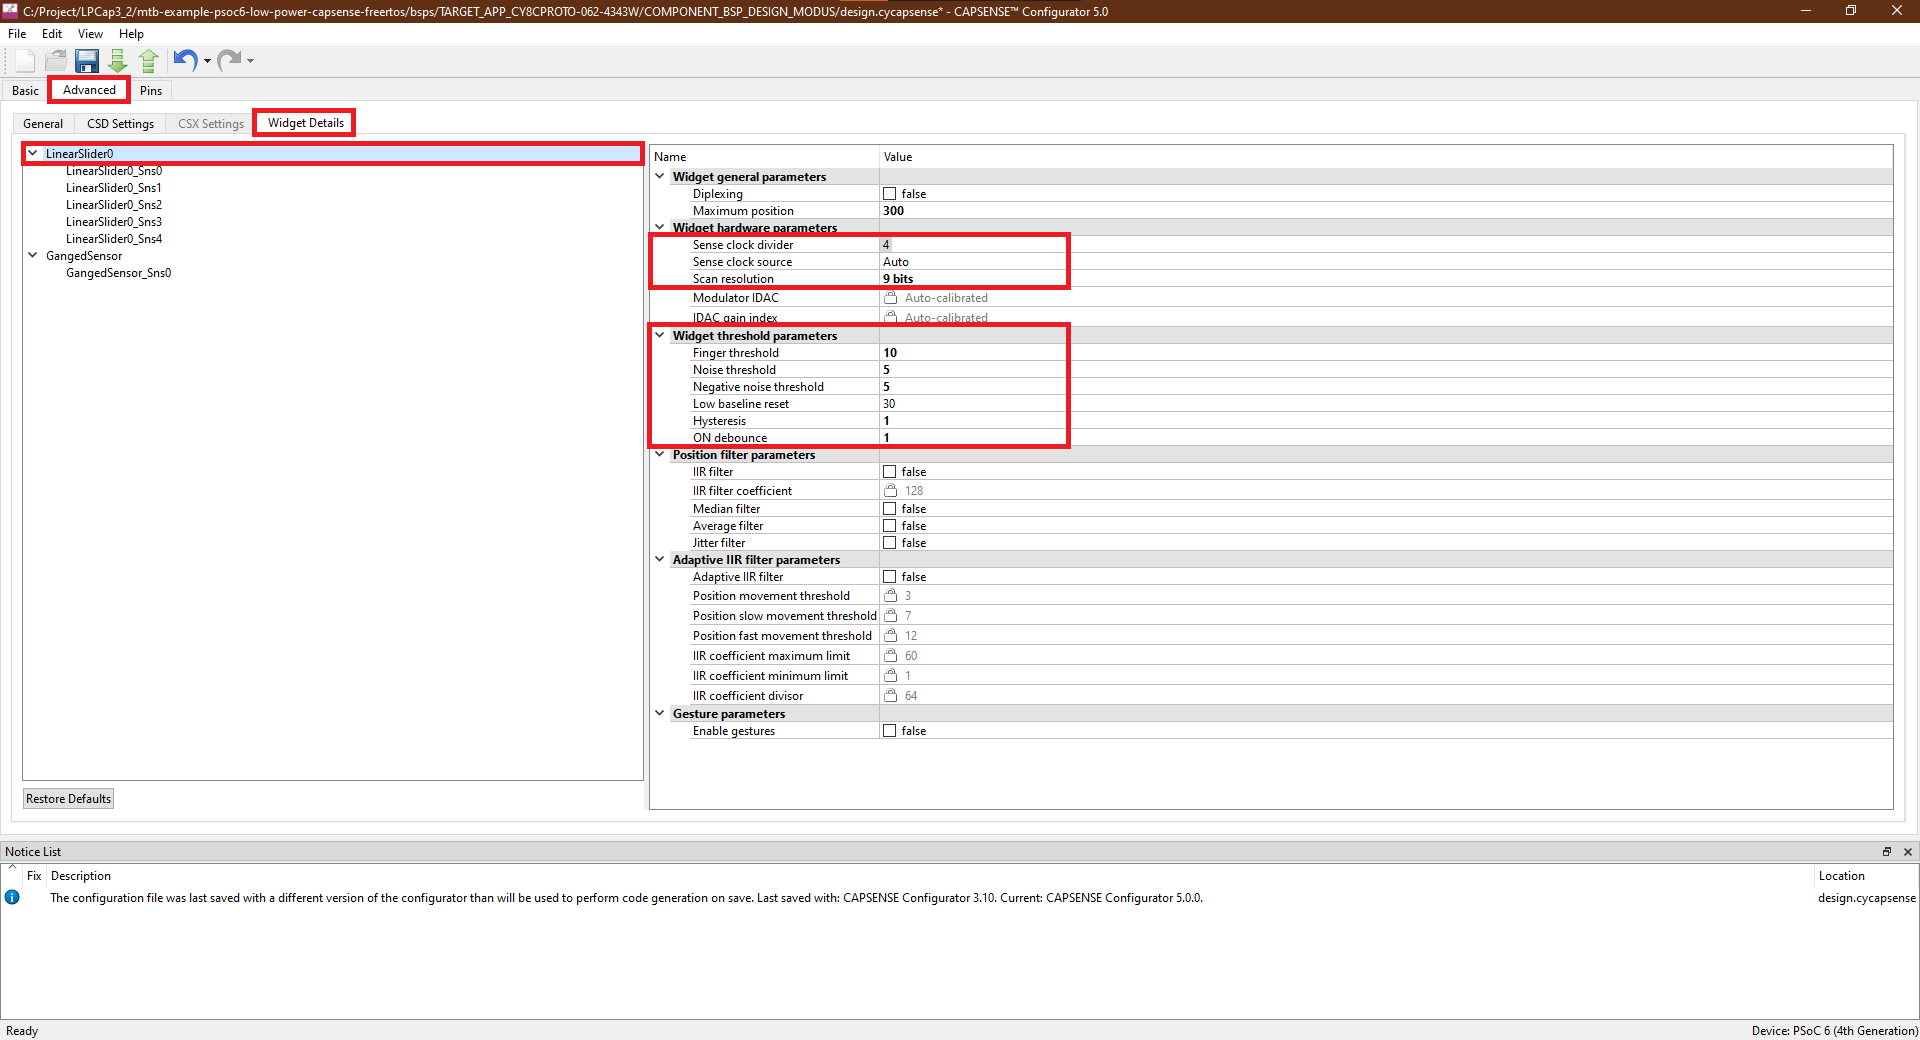 C:/Project/LPCap3_2/mtb-example-psoc6-low-power-capsense-freertos/bsps/TARGET_APP_CY8CPROTO-062-4343W/COMPONENT_BSP_DESIGN_MODUS/design.cycapsense* - CAPSENSE™ Configurator 5.0
File Edit View Help
Basic Advanced Pins
General CSD Settings CSX Settings Widget Details
LinearSlider0
LinearSlider0_Sns0
LinearSlider0_Sns1
LinearSlider0_Sns2
LinearSlider0_Sns3
LinearSlider0_Sns4
GangedSensor
GangedSensor_Sns0
Restore Defaults
Name Value
Widget general parameters
Diplexing false
Maximum position 300
Widget hardware parameters
Sense clock divider 4
Sense clock source Auto
Scan resolution 9 bits
Modulator IDAC Auto-calibrated
IDAC gain index Auto-calibrated
Widget threshold parameters
Finger threshold 10
Noise threshold 5
Negative noise threshold 5
Low baseline reset 30
Hysteresis 1
ON debounce 1
Position filter parameters
IIR filter false
IIR filter coefficient 128
Median filter false
Average filter false
Jitter filter false
Adaptive IIR filter parameters
Adaptive IIR filter false
Position movement threshold 3
Position slow movement threshold 7
Position fast movement threshold 12
IIR coefficient maximum limit 60
IIR coefficient minimum limit 1
IIR coefficient divisor 64
Gesture parameters
Enable gestures false
Notice List
Fix Description Location
The configuration file was last saved with a different version of the configurator than will be used to perform code generation on save. Last saved with: CAPSENSE Configurator 3.10. Current: CAPSENSE Configurator 5.0.0. design.cycapsense
Ready Device: PSoC 6 (4th Generation)